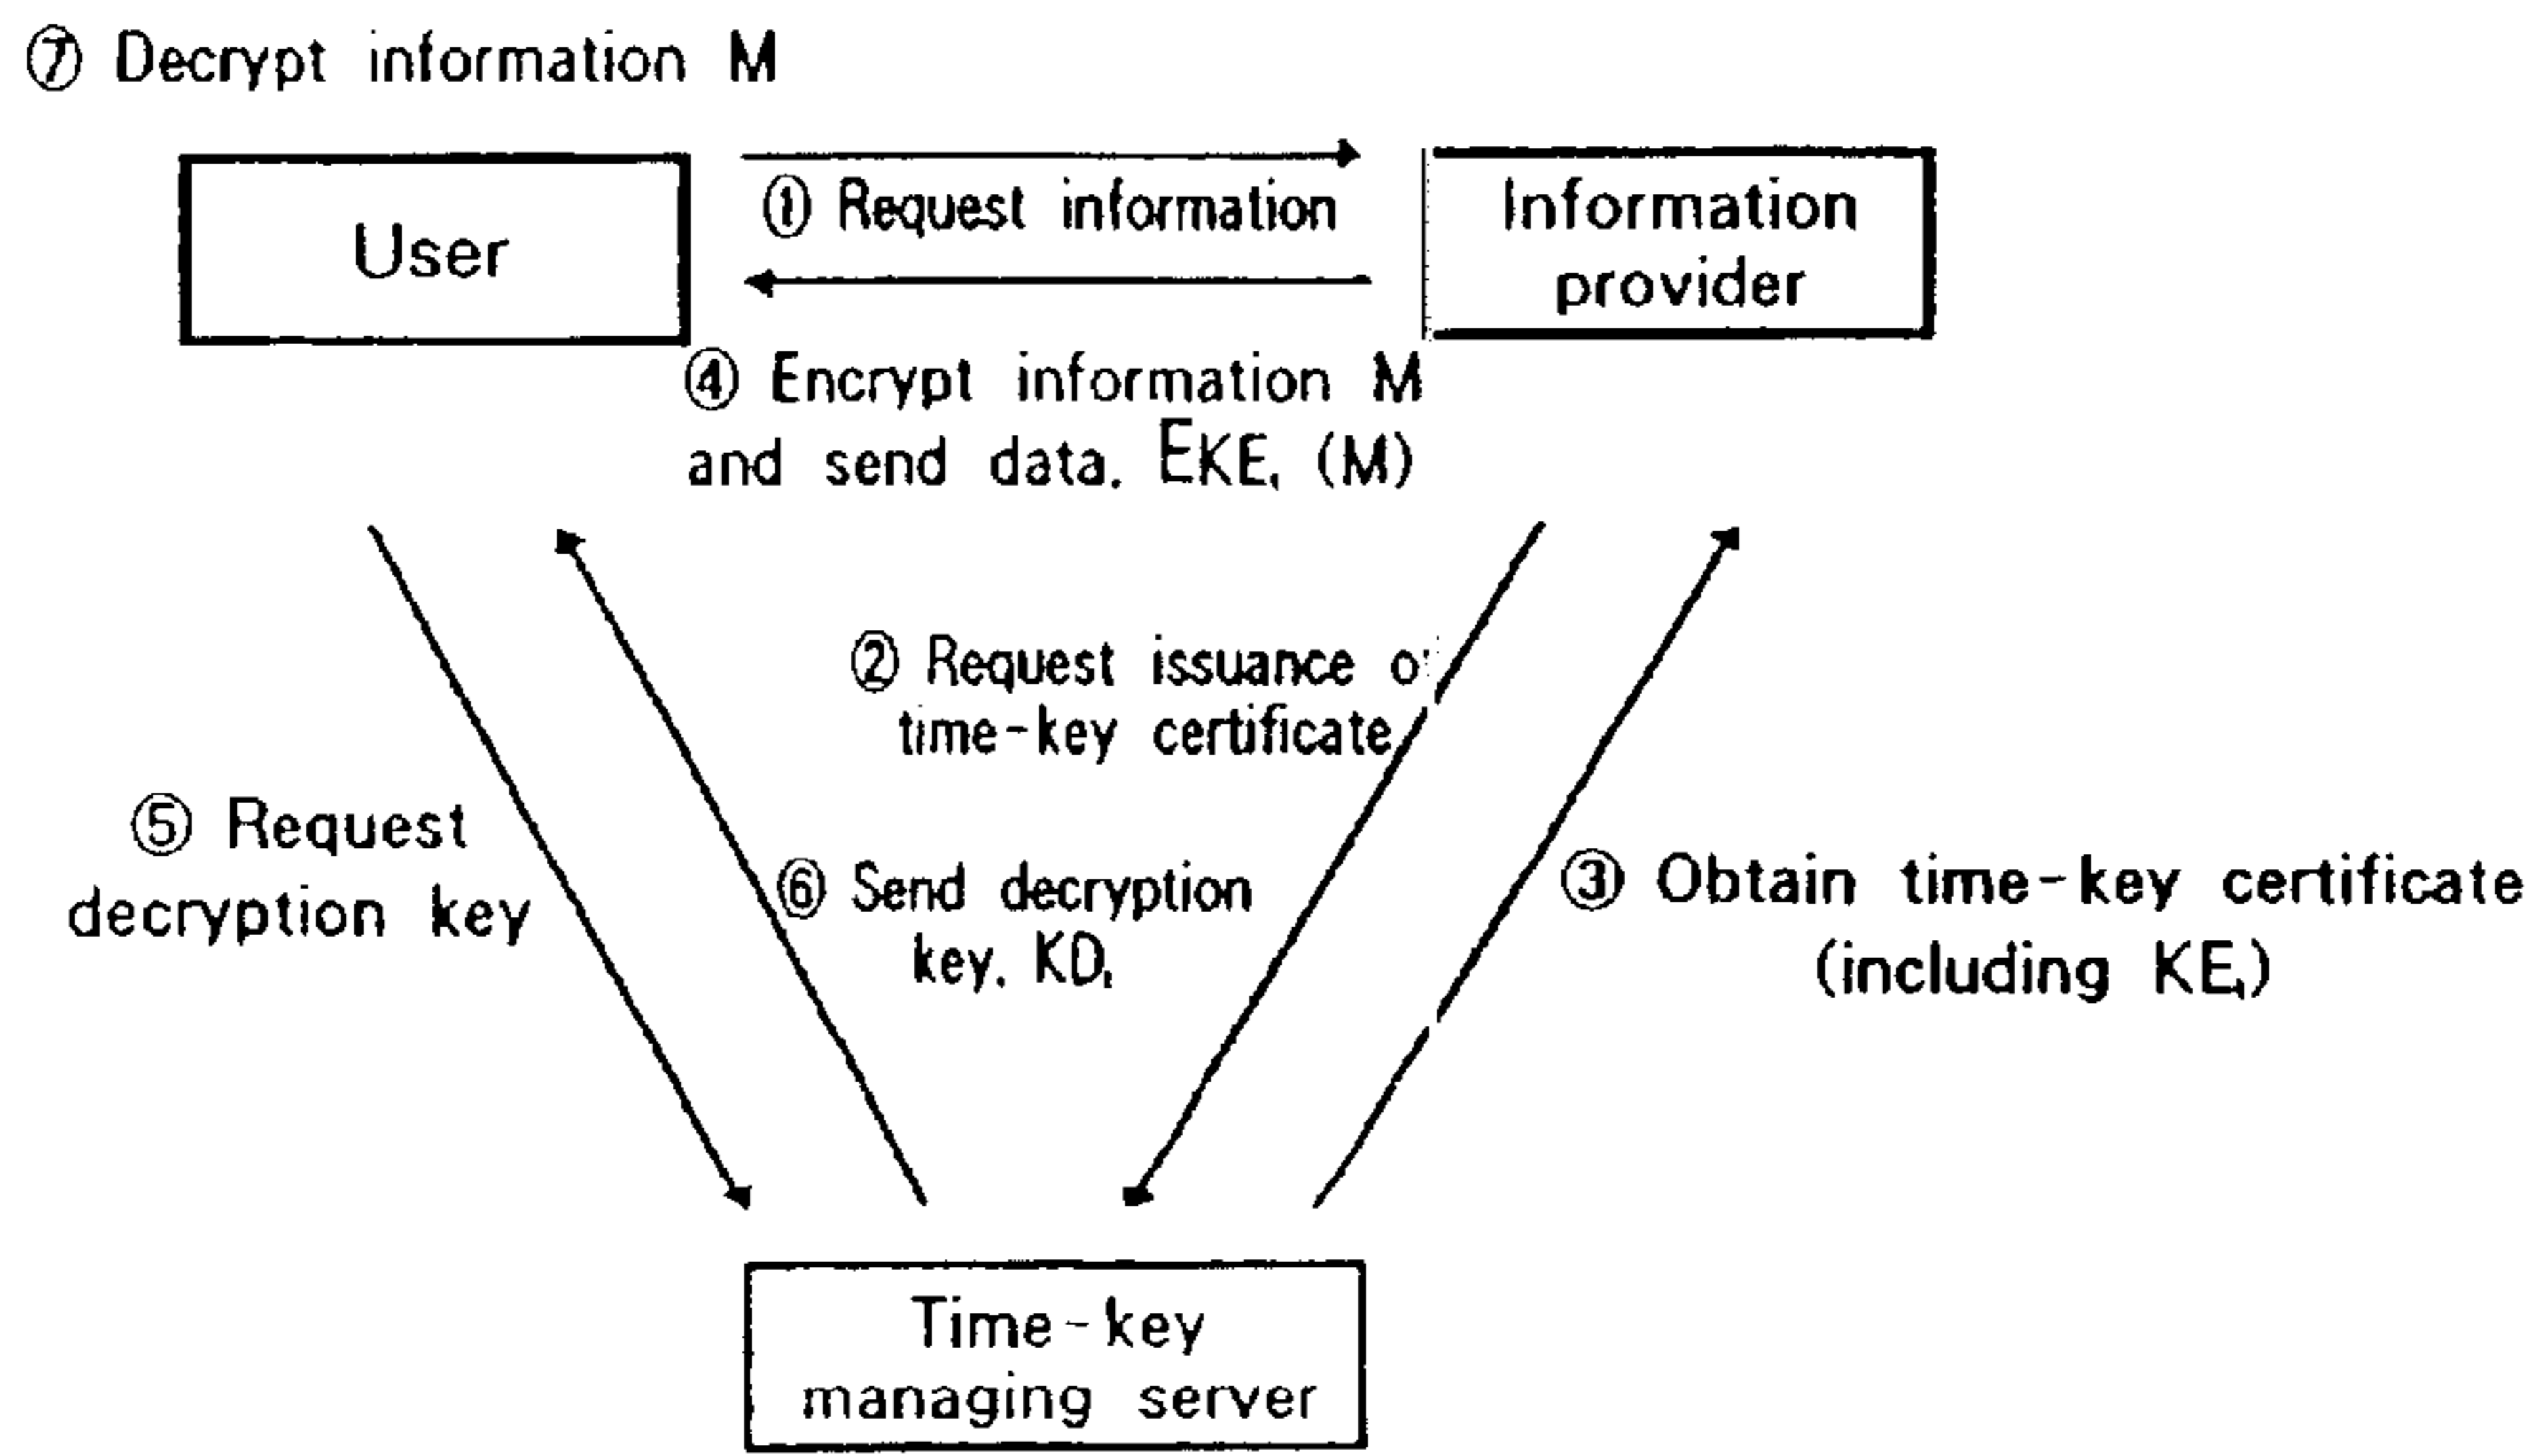 ⑦ Decrypt information M
User
① Request information
Information
provider
④ Encrypt information M
and send data. EKE, (M)
② Request issuance
time-key certificate
⑤ Request
decryption key
⑥ Send decryption
key. KD,
③ Obtain time-key certificate
(including KE,)
Time-key
managing server